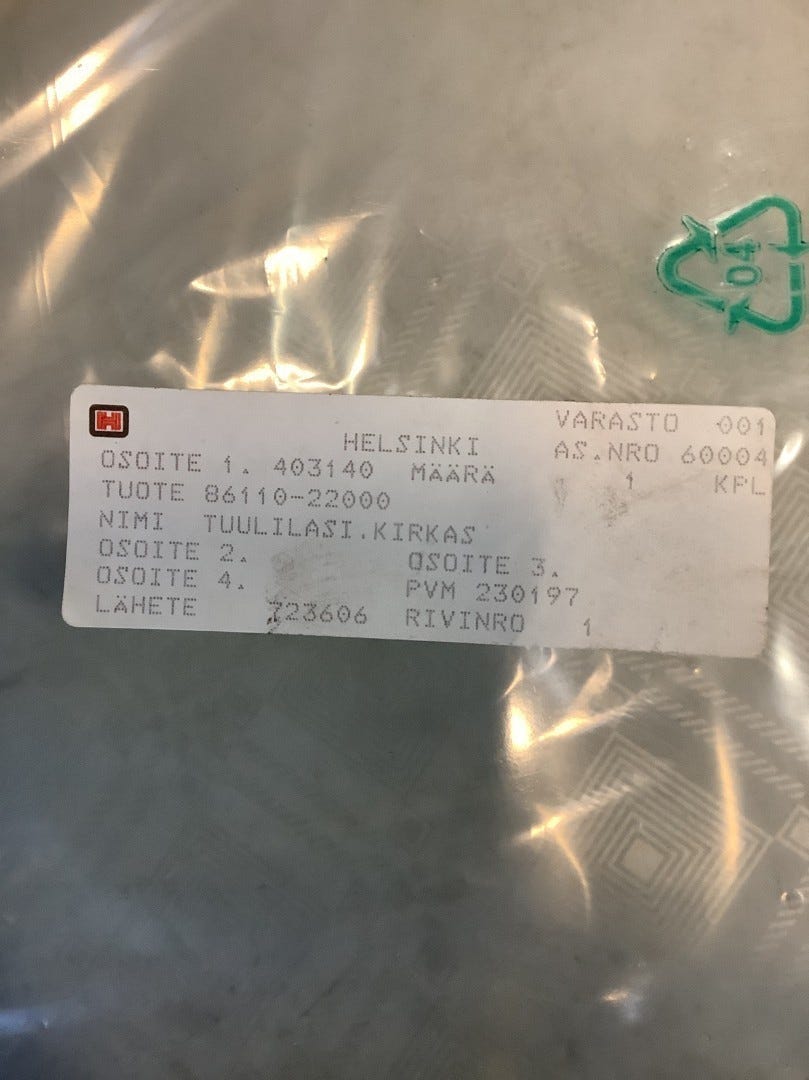 VARASTO 001
HELSINKI AS.NRO 60004
OSOITE 1. 403140 MÄÄRÄ 1 KPL
TUOTE 86110-22000
NIMI TUULILASI.KIRKAS
OSOITE 2. OSOITE 3.
OSOITE 4. PVM 230197
LÄHETE 723606 RIVINRO 1
04